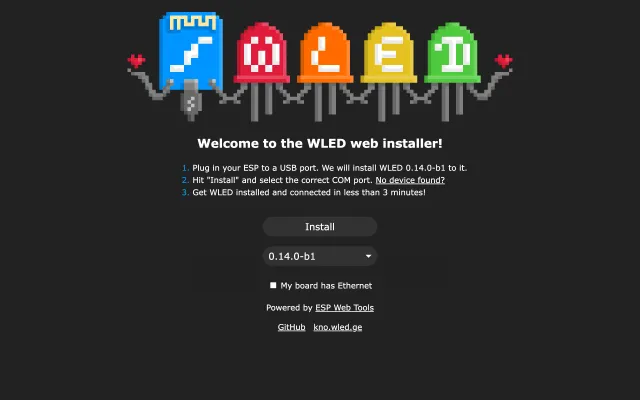 WLED
Welcome to the WLED web installer!
1. Plug in your ESP to a USB port. We will install WLED 0.14.0-b1 to it.
2. Hit "Install" and select the correct COM port. No device found?
3. Get WLED installed and connected in less than 3 minutes!
Install
0.14.0-b1
My board has Ethernet
Powered by ESP Web Tools
GitHub kno.wled.ge